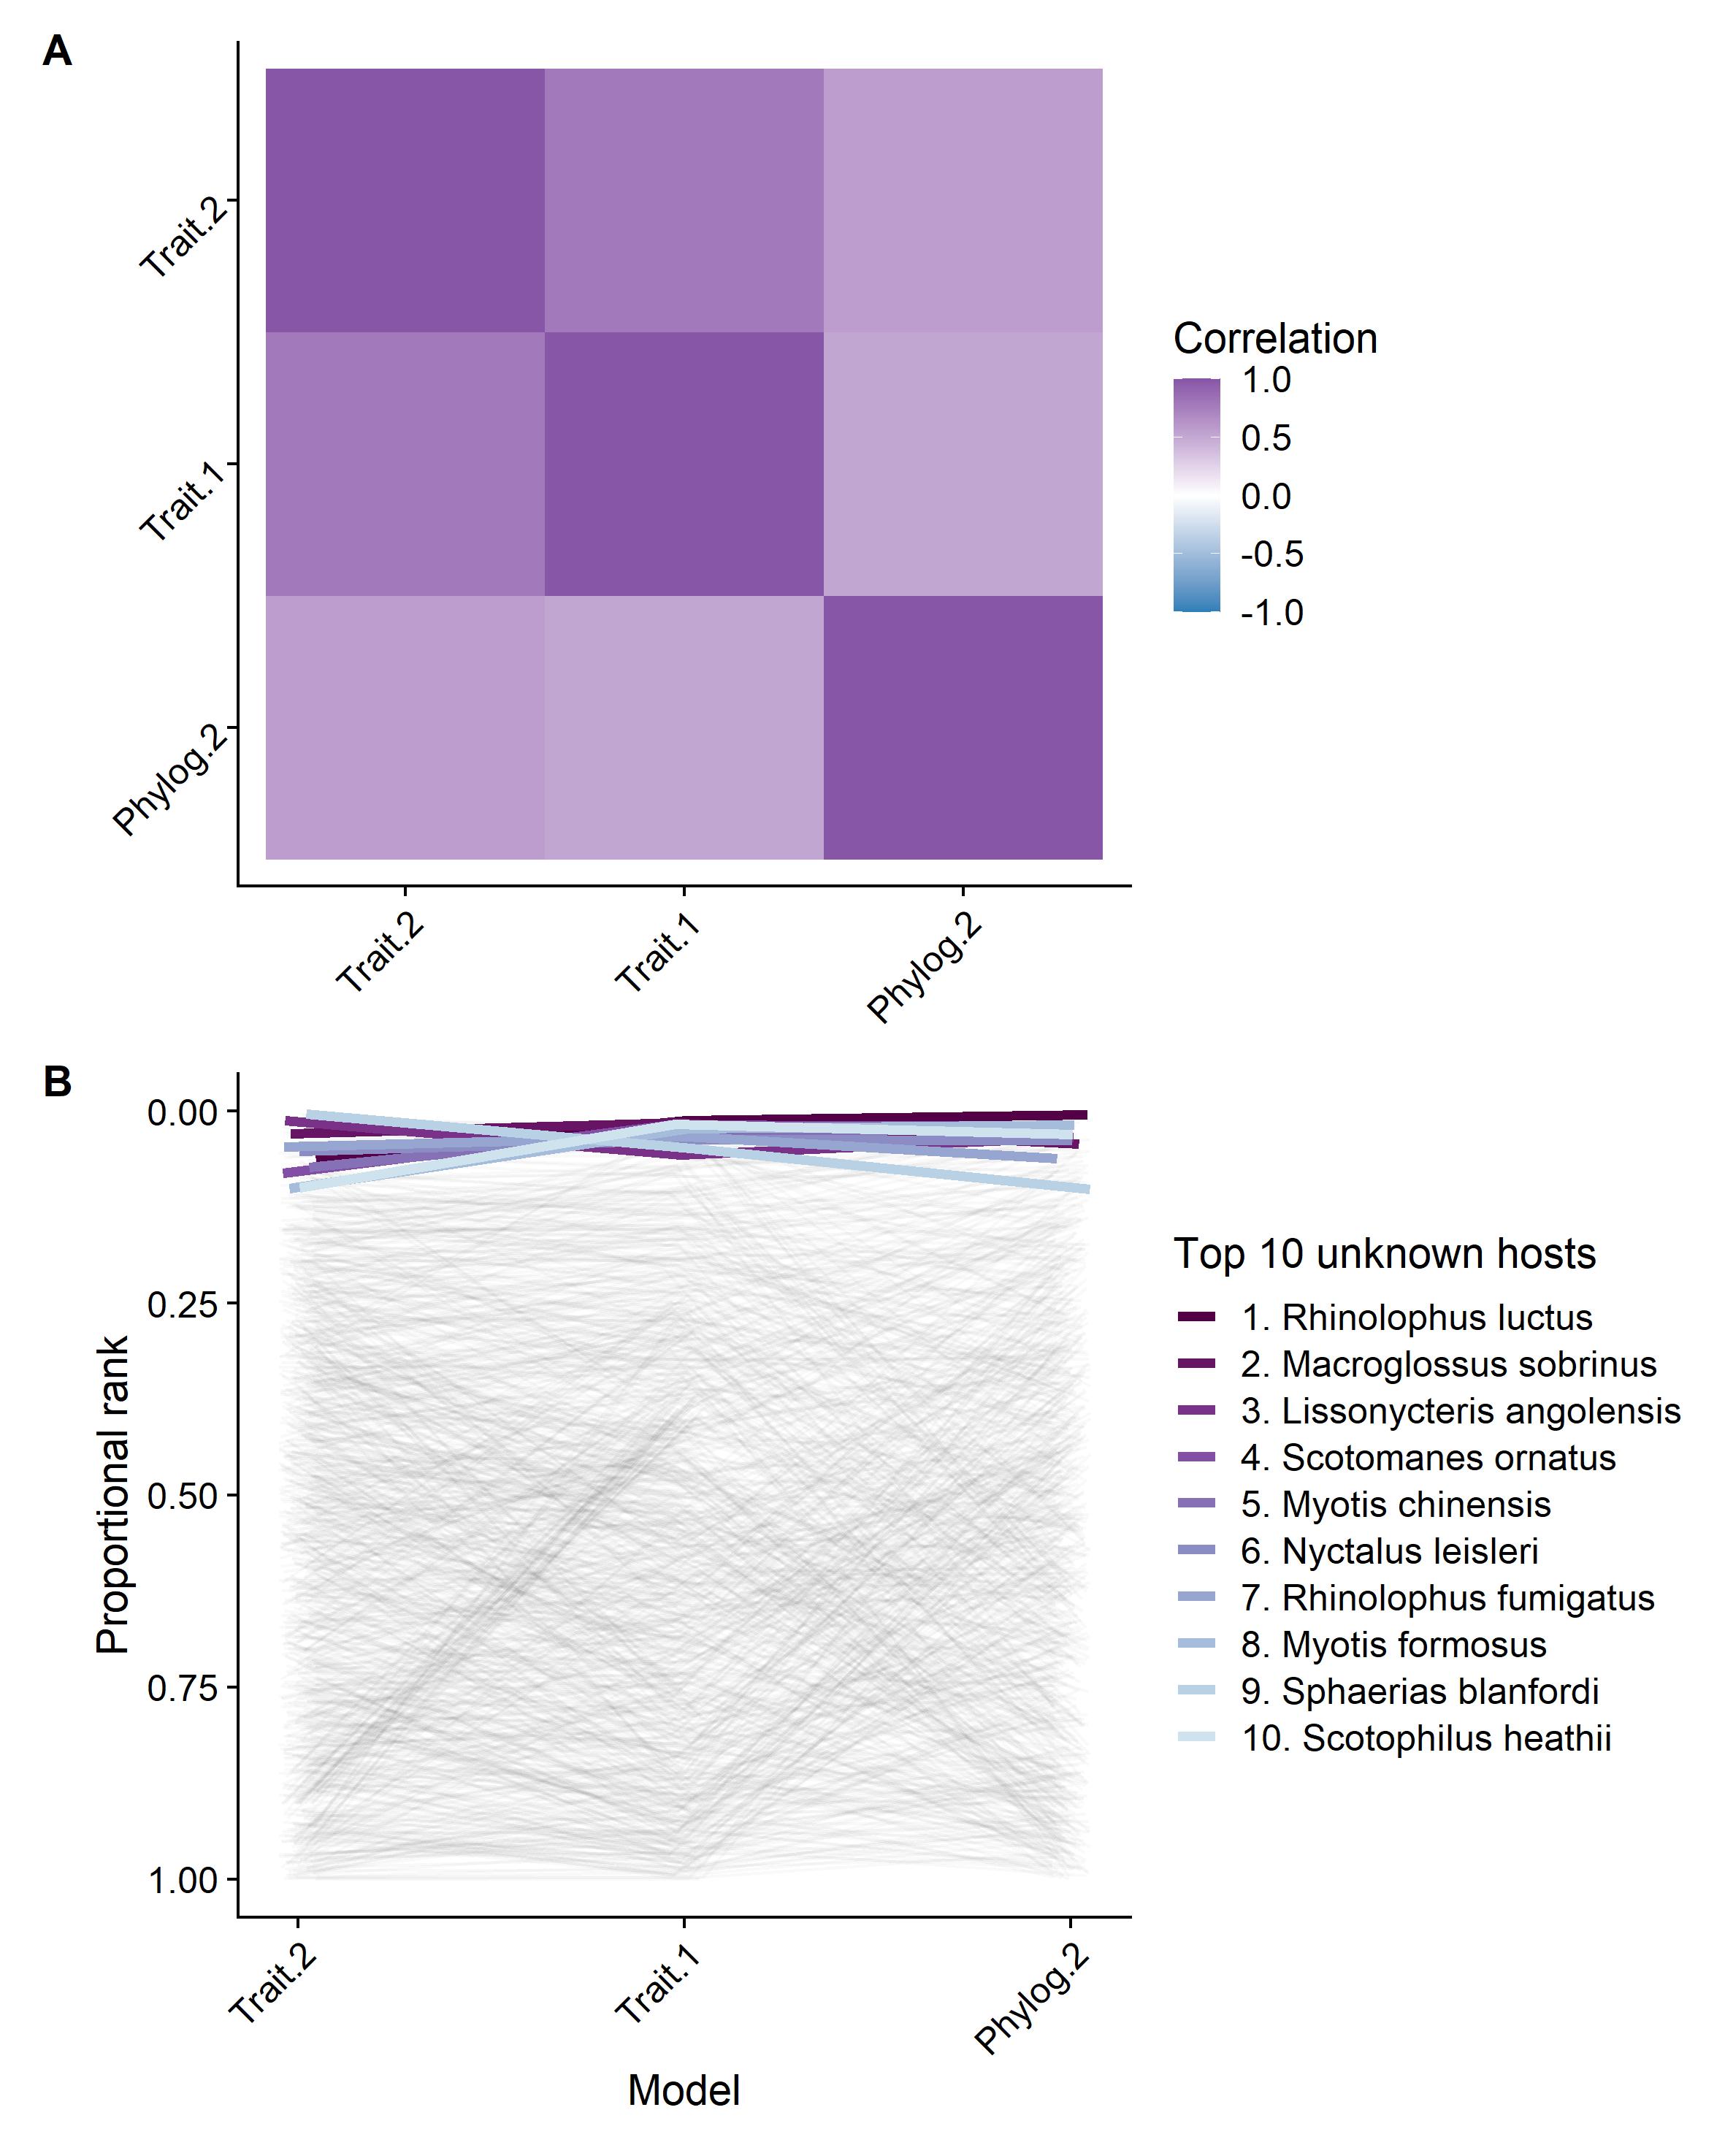 A
Trait.2
Trait.1
Phylog.2
Trait.2
Trait.1
Phylog.2
Correlation
1.0
0.5
0.0
-0.5
-1.0
B
Proportional rank
0.00
0.25
0.50
0.75
1.00
Trait.2
Trait.1
Phylog.2
Model
Top 10 unknown hosts
1. Rhinolophus luctus
2. Macroglossus sobrinus
3. Lissonycteris angolensis
4. Scotomanes ornatus
5. Myotis chinensis
6. Nyctalus leisleri
7. Rhinolophus fumigatus
8. Myotis formosus
9. Sphaerias blanfordi
10. Scotophilus heathii